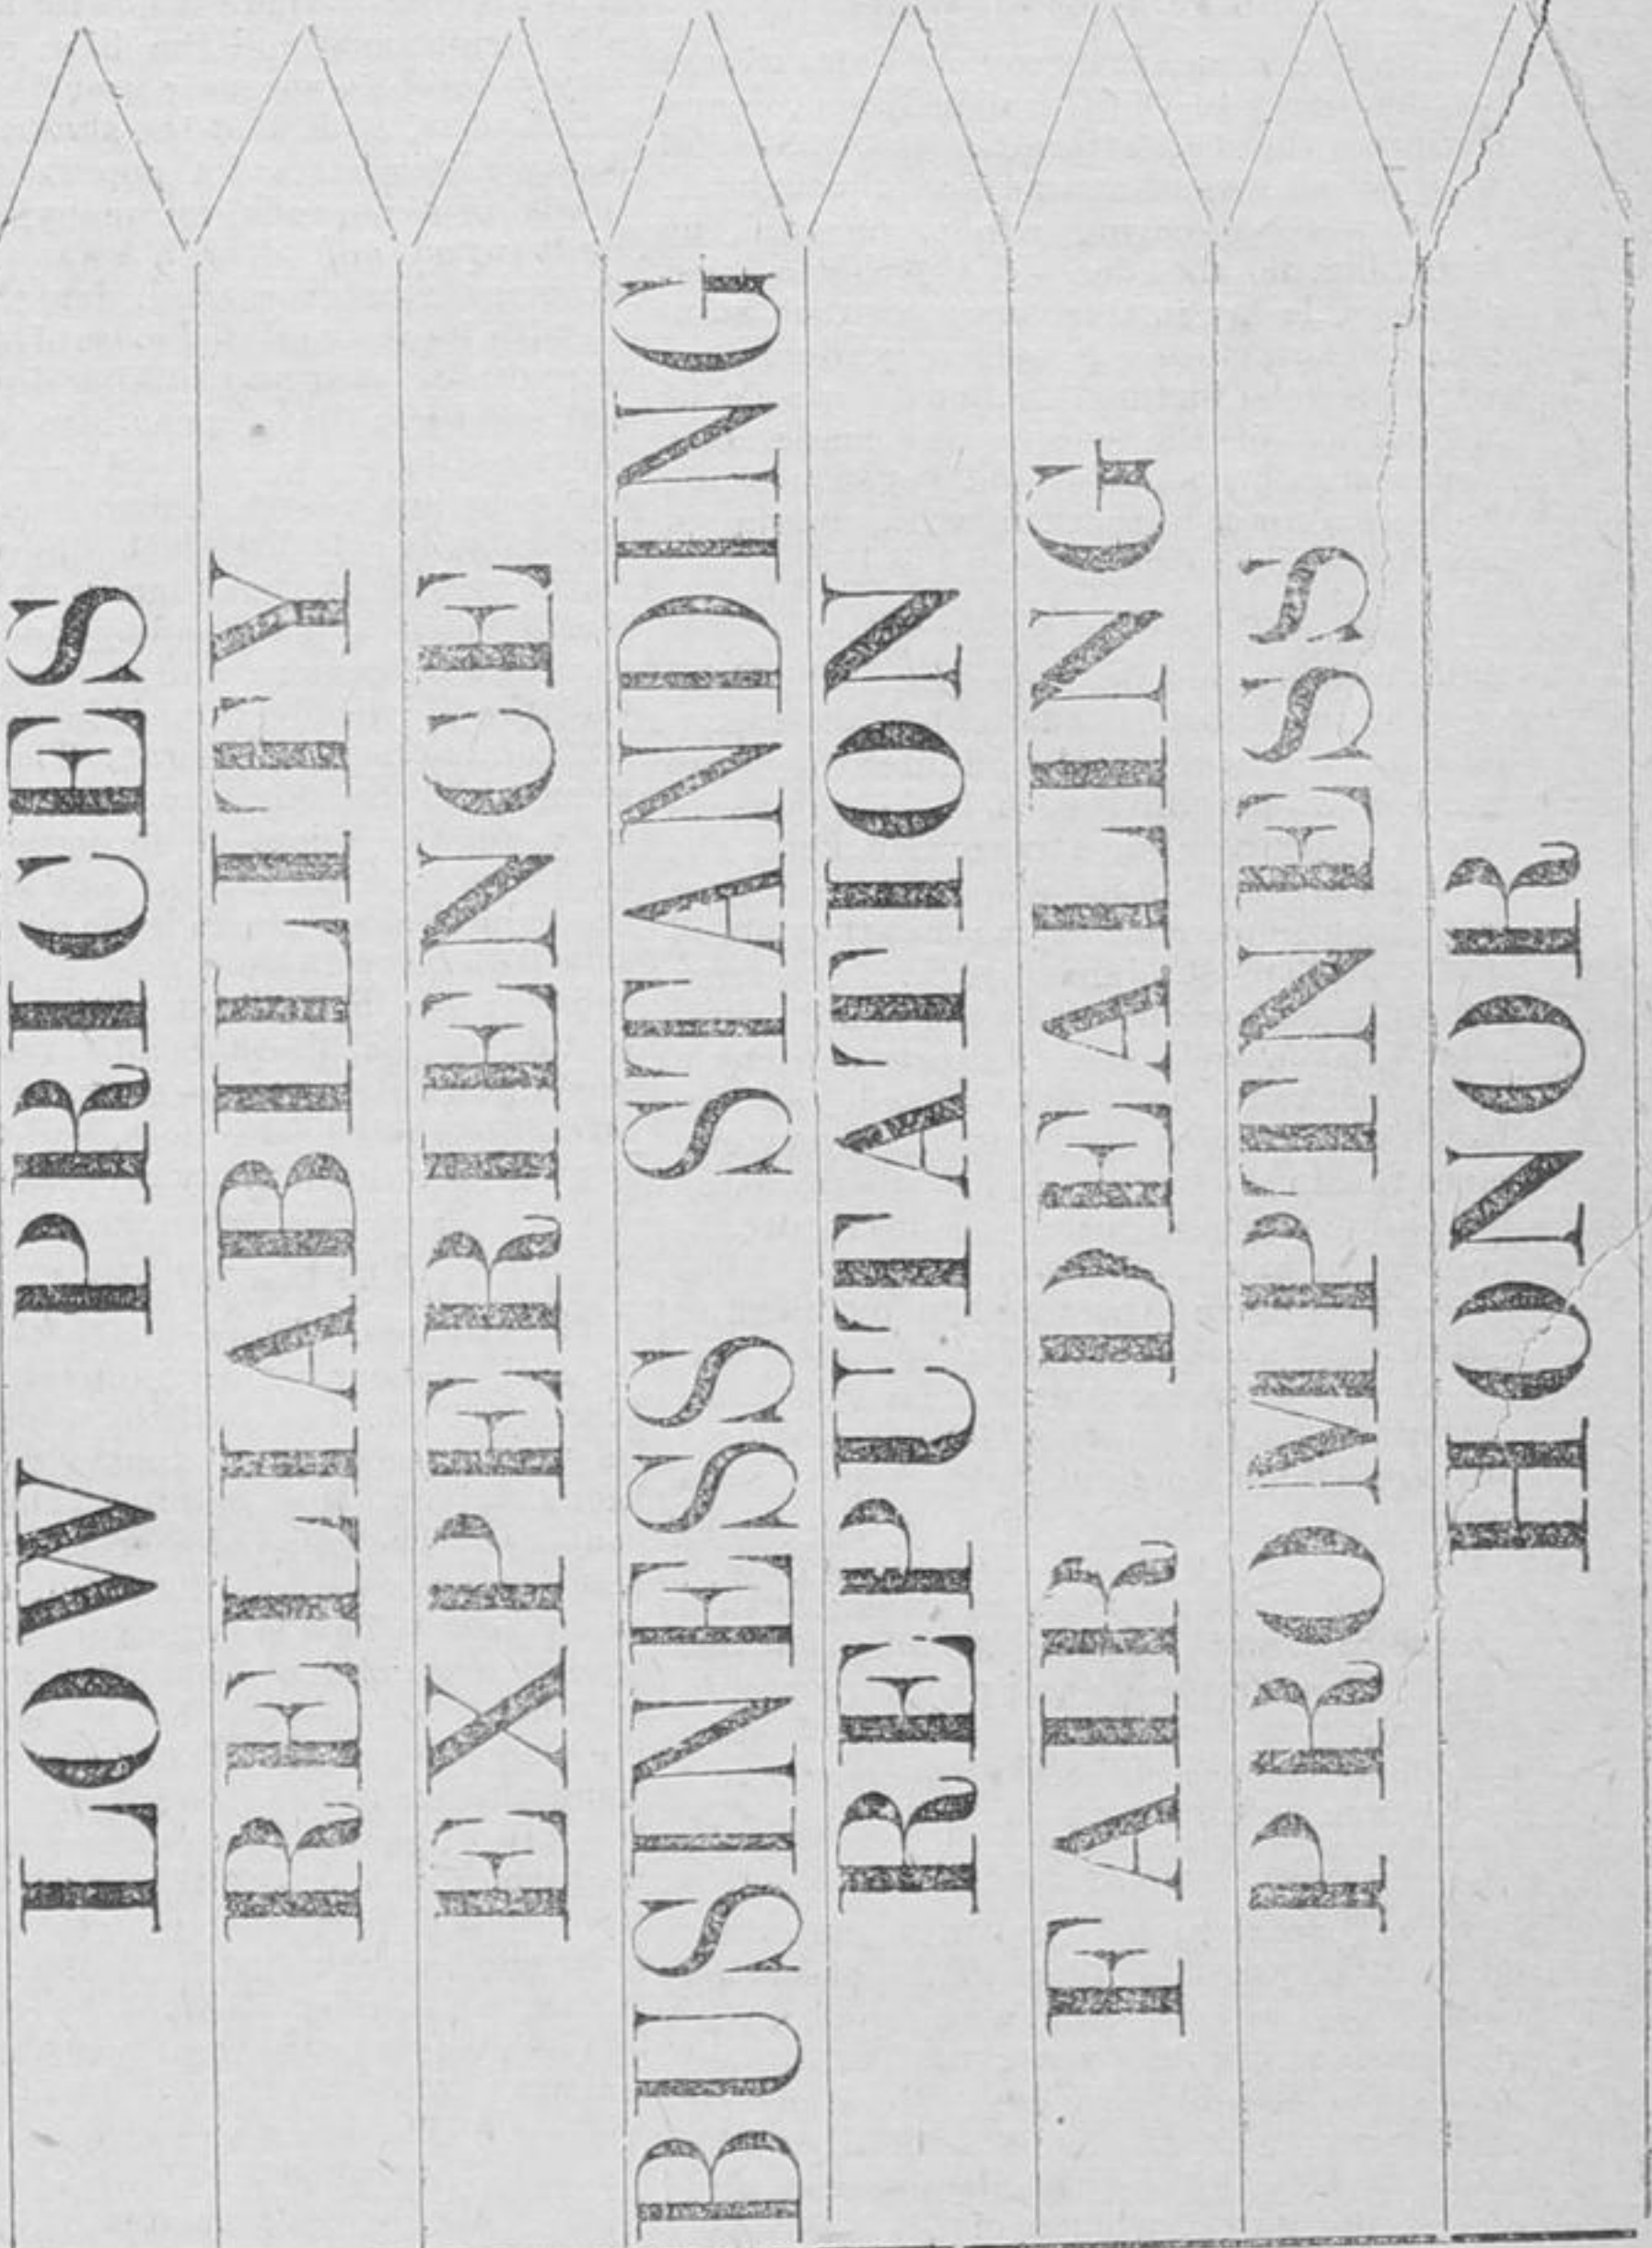 LOW PRICES
RELIABILITY
EXPERIENCE
BUSINESS STANDING
REPUTATION
FAIR DEALING
PROMPTNESS
HONOR